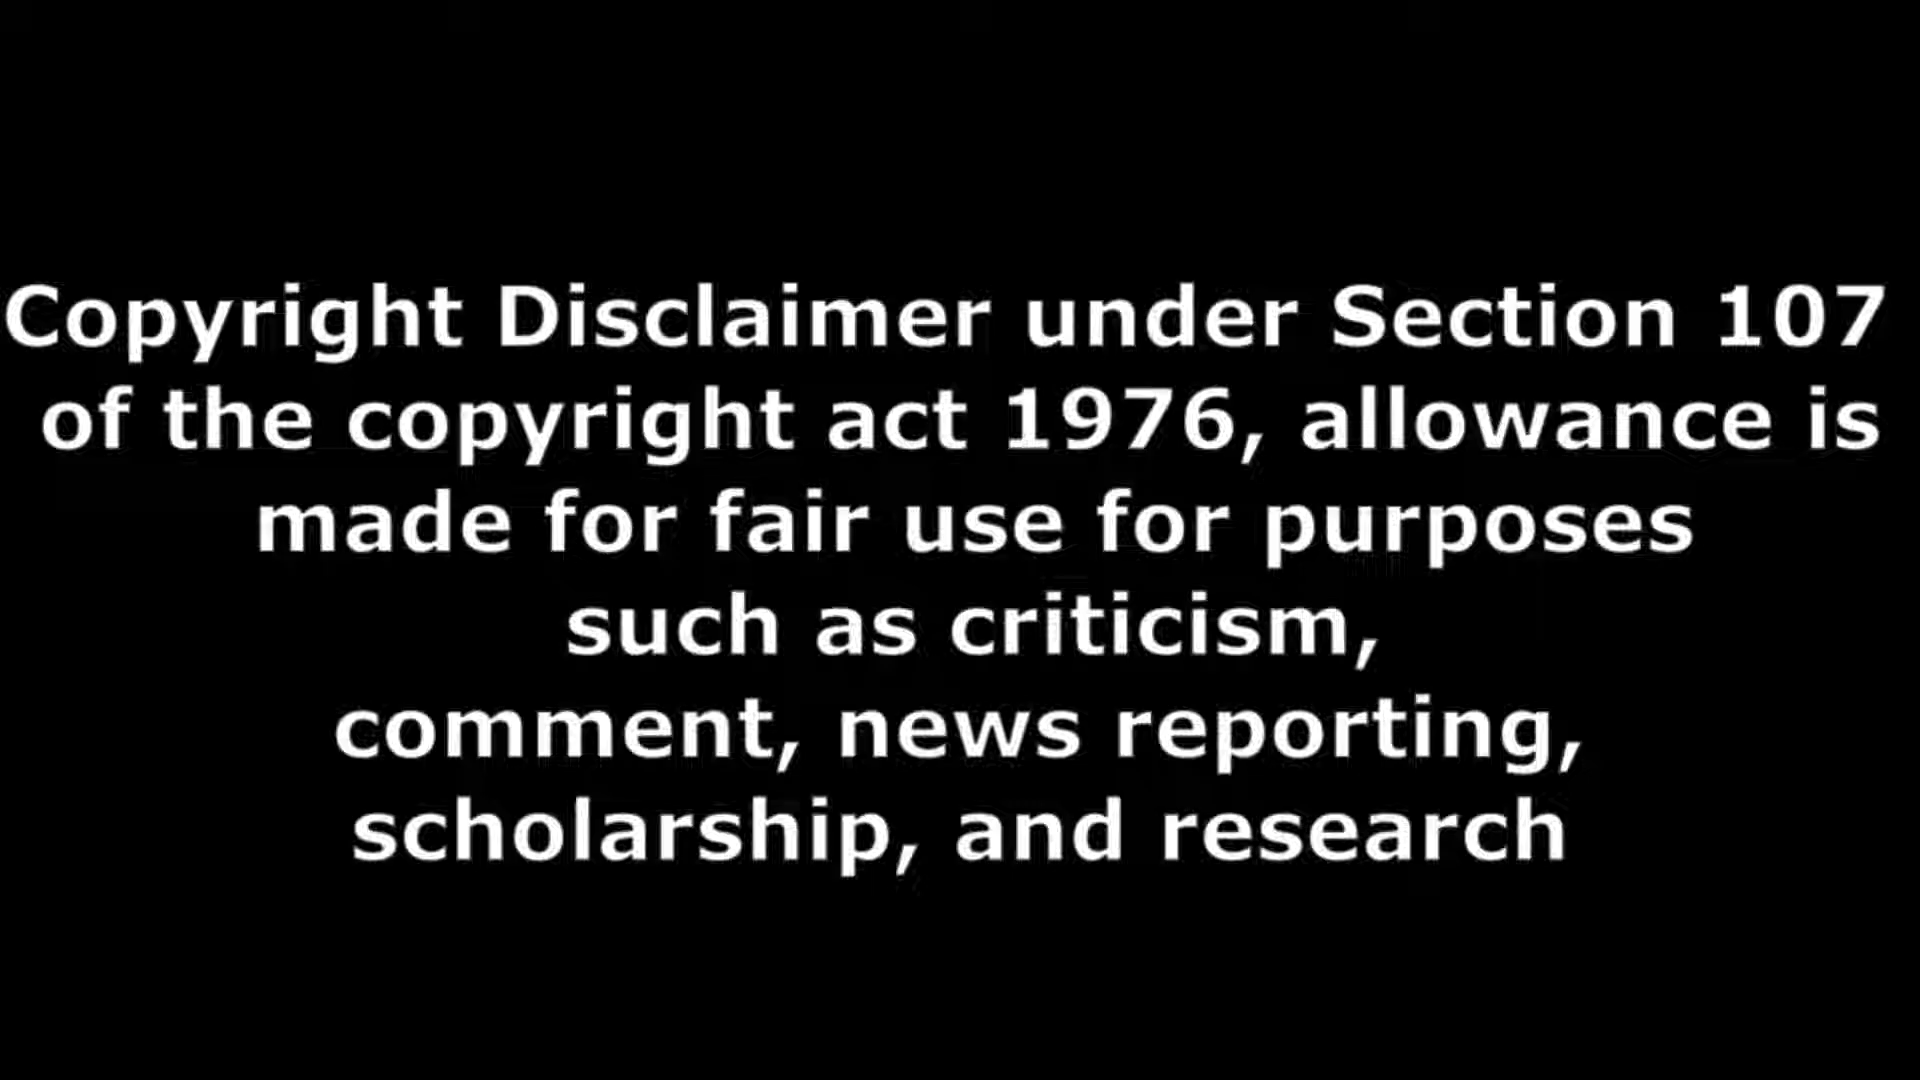 Copyright Disclaimer under Section 107
of the copyright act 1976, allowance is
made for fair use for purposes
such as criticism,
comment, news reporting,
scholarship, and research